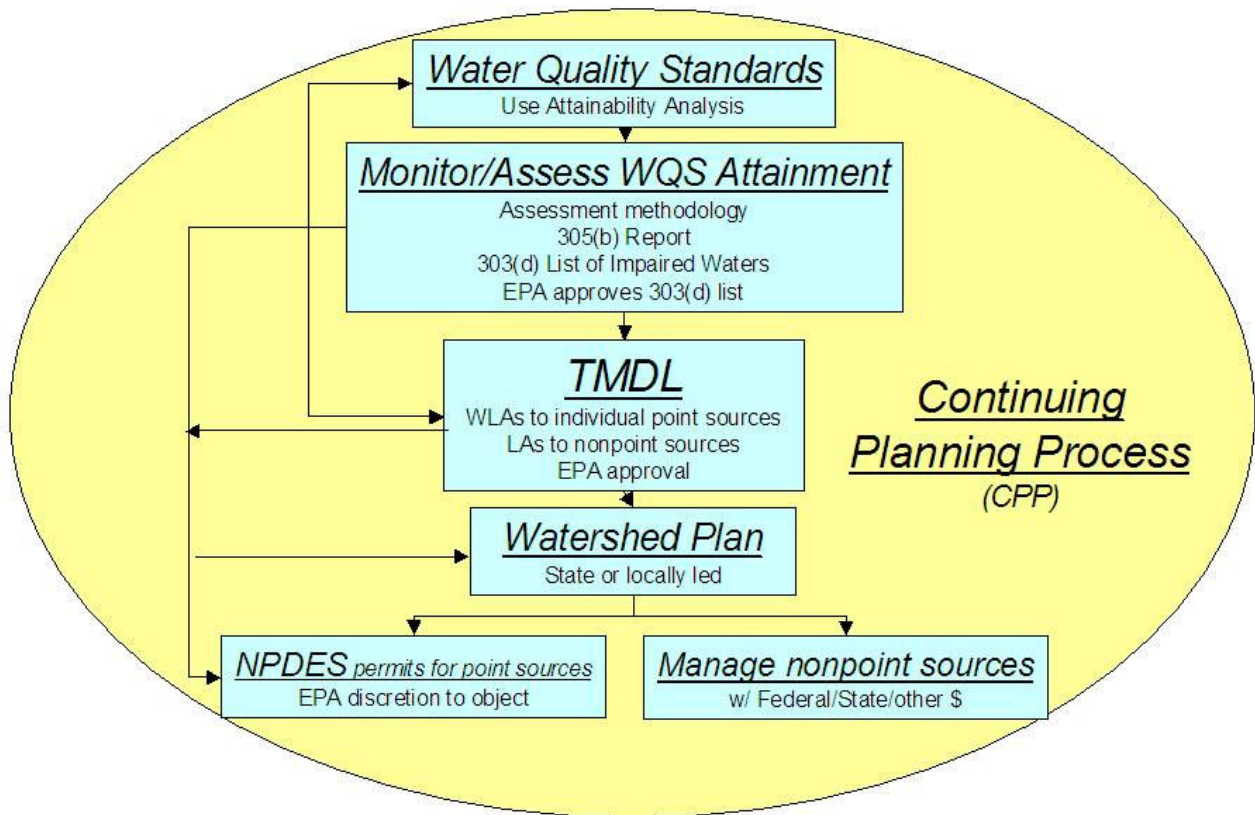 Water Quality Standards
Use Attainability Analysis
Monitor/Assess WQS Attainment
Assessment methodology
305(b) Report
303(d) List of Impaired Waters
EPA approves 303(d) list
TMDL
WLAs to individual point sources
LAs to nonpoint sources
EPA approval
Continuing
Planning Process
(CPP)
Watershed Plan
State or locally led
NPDES permits for point sources
EPA discretion to object
Manage nonpoint sources
w/ Federal/State/other $